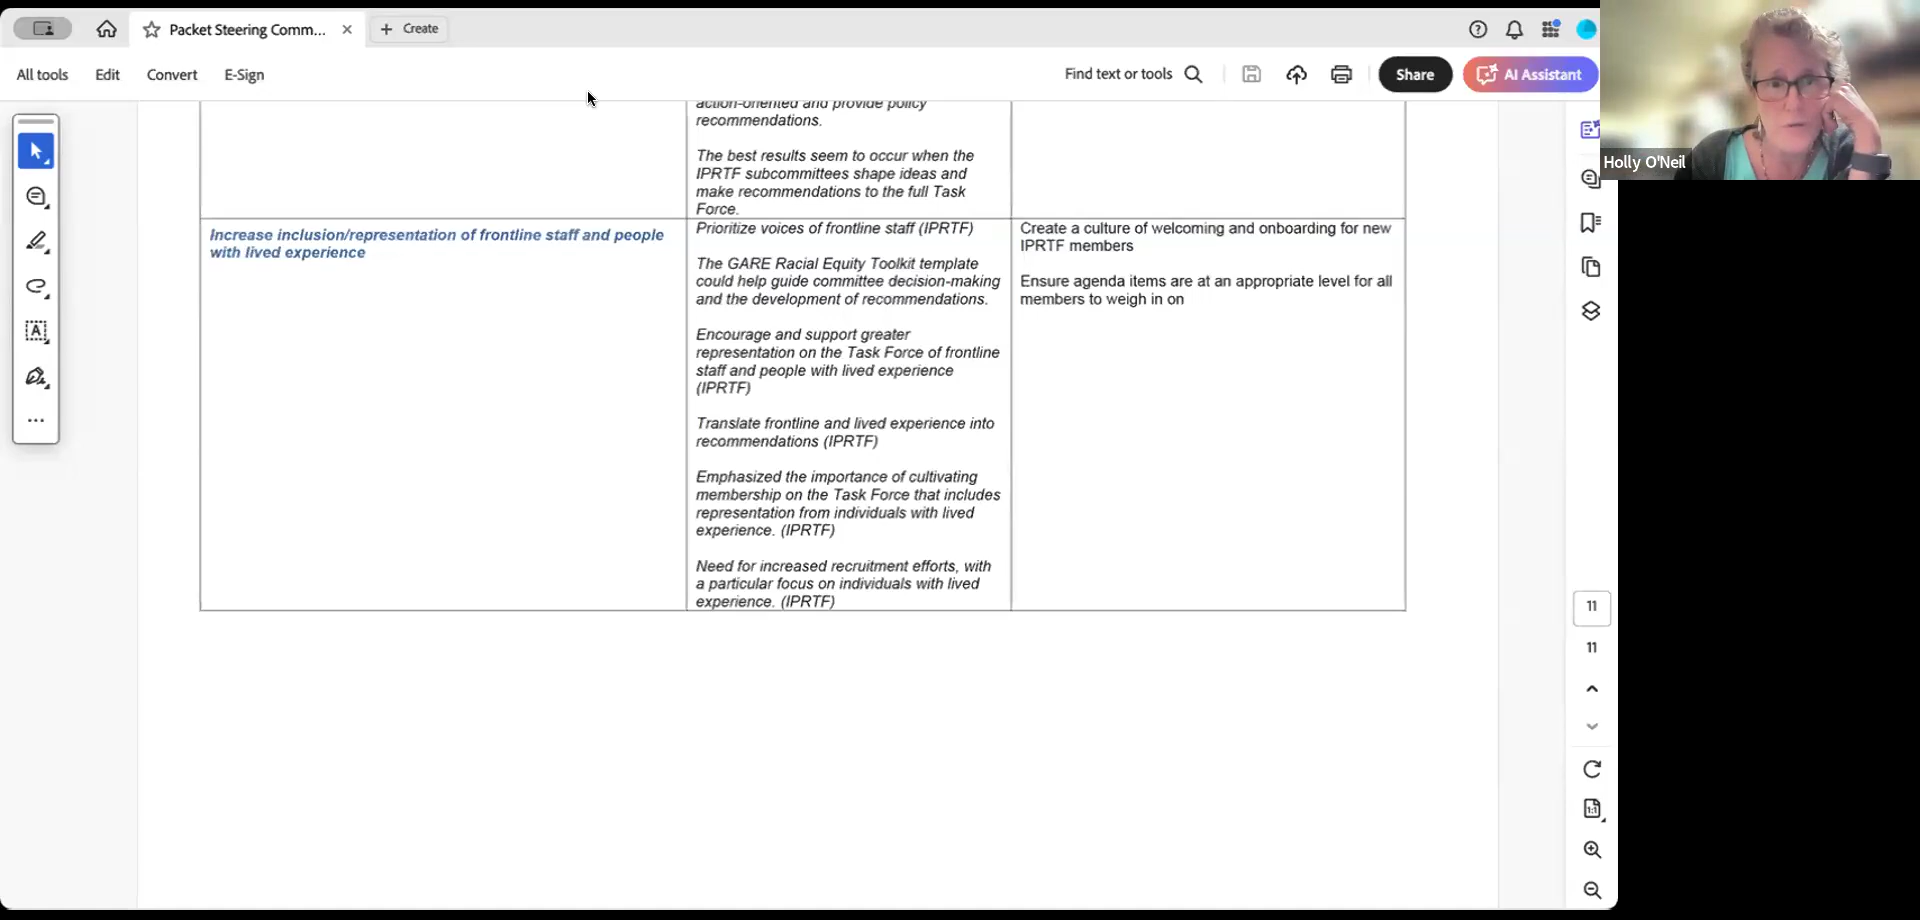 Packet Steering Comm...
Create
All tools
Edit
Convert
E-Sign
Find text or tools
Share
AI Assistant
Holly O'Neil
action-oriented and provide policy
recommendations.
The best results seem to occur when the
IPRTF subcommittees shape ideas and
make recommendations to the full Task
Force.
Increase inclusion/representation of frontline staff and people
with lived experience
Prioritize voices of frontline staff (IPRTF)
The GARE Racial Equity Toolkit template
could help guide committee decision-making
and the development of recommendations.
Encourage and support greater
representation on the Task Force of frontline
staff and people with lived experience
(IPRTF)
Translate frontline and lived experience into
recommendations (IPRTF)
Emphasized the importance of cultivating
membership on the Task Force that includes
representation from individuals with lived
experience. (IPRTF)
Need for increased recruitment efforts, with
a particular focus on individuals with lived
experience. (IPRTF)
Create a culture of welcoming and onboarding for new
IPRTF members
Ensure agenda items are at an appropriate level for all
members to weigh in on
11
11
1:1